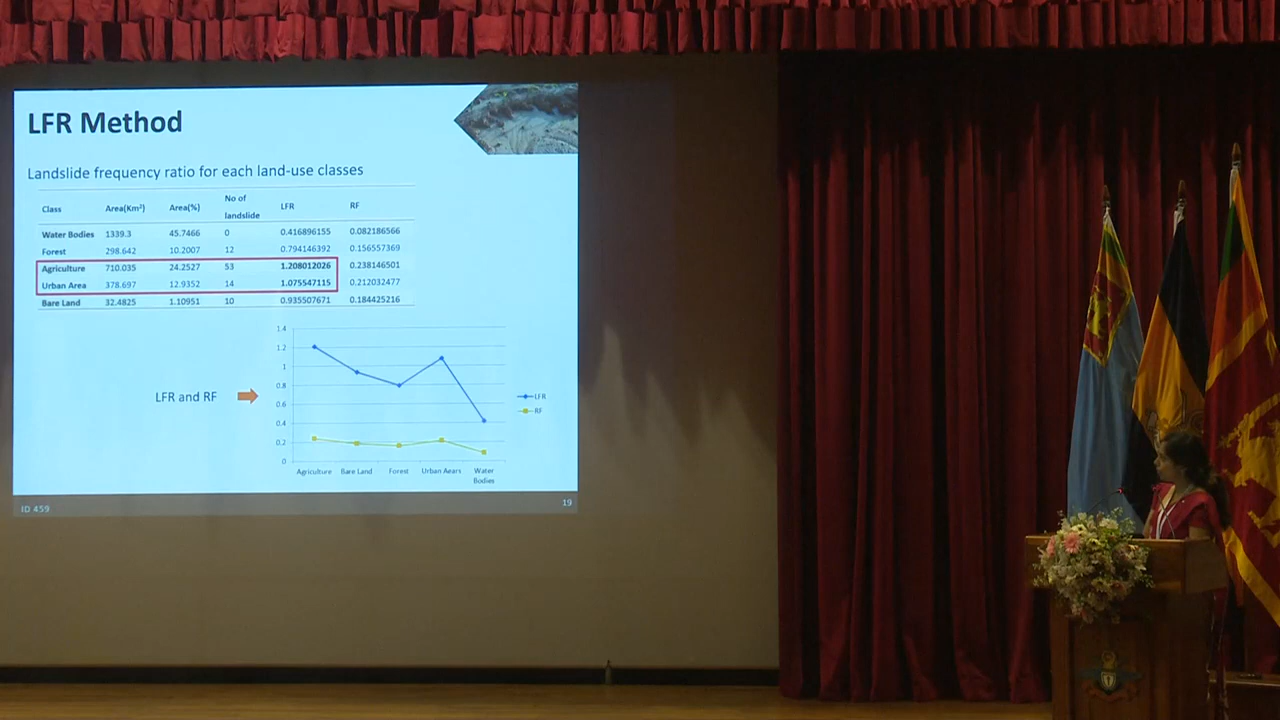 LFR Method
Landslide frequency ratio for each land-use classes
Class Area(Km²) Area(%) No of landslide LFR RF
Water Bodies 1339.3 45.7466 0 0.416896155 0.082186566
Forest 298.642 10.2007 12 0.794146392 0.156557369
Agriculture 710.035 24.2527 53 1.208012026 0.238146501
Urban Area 378.697 12.9352 14 1.075547115 0.212032477
Bare Land 32.4825 1.10951 10 0.935507671 0.184425216
LFR and RF
1.4
1.2
1
0.8
0.6
0.4
0.2
0
Agriculture Bare Land Forest Urban Aears Water Bodies
LFR
RF
ID 459
19